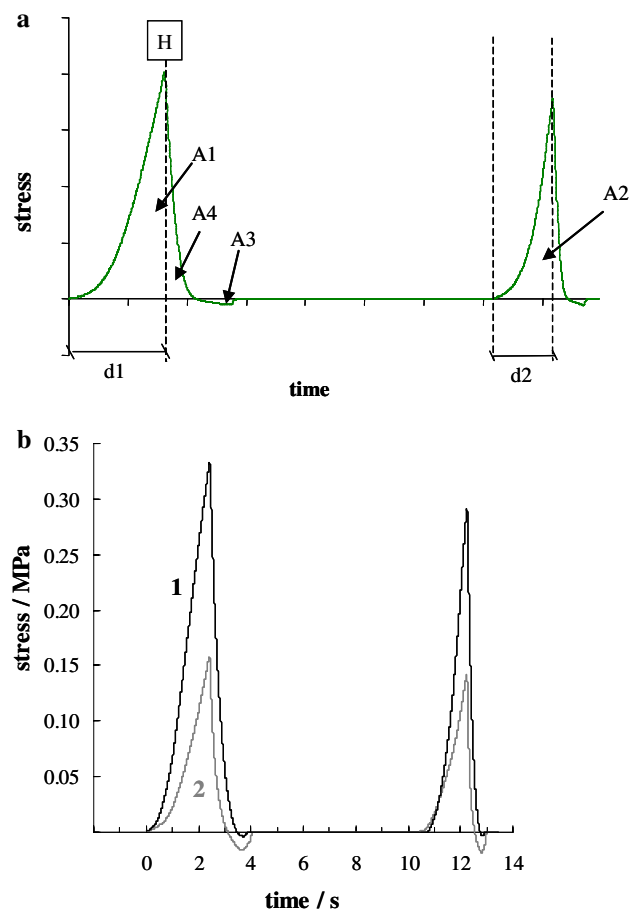 a
H
A1
A4
A3
A2
stress
d1
d2
time
b
0.35
0.30
0.25
0.20
0.15
0.10
0.05
stress / MPa
1
2
0 2 4 6 8 10 12 14
time / s